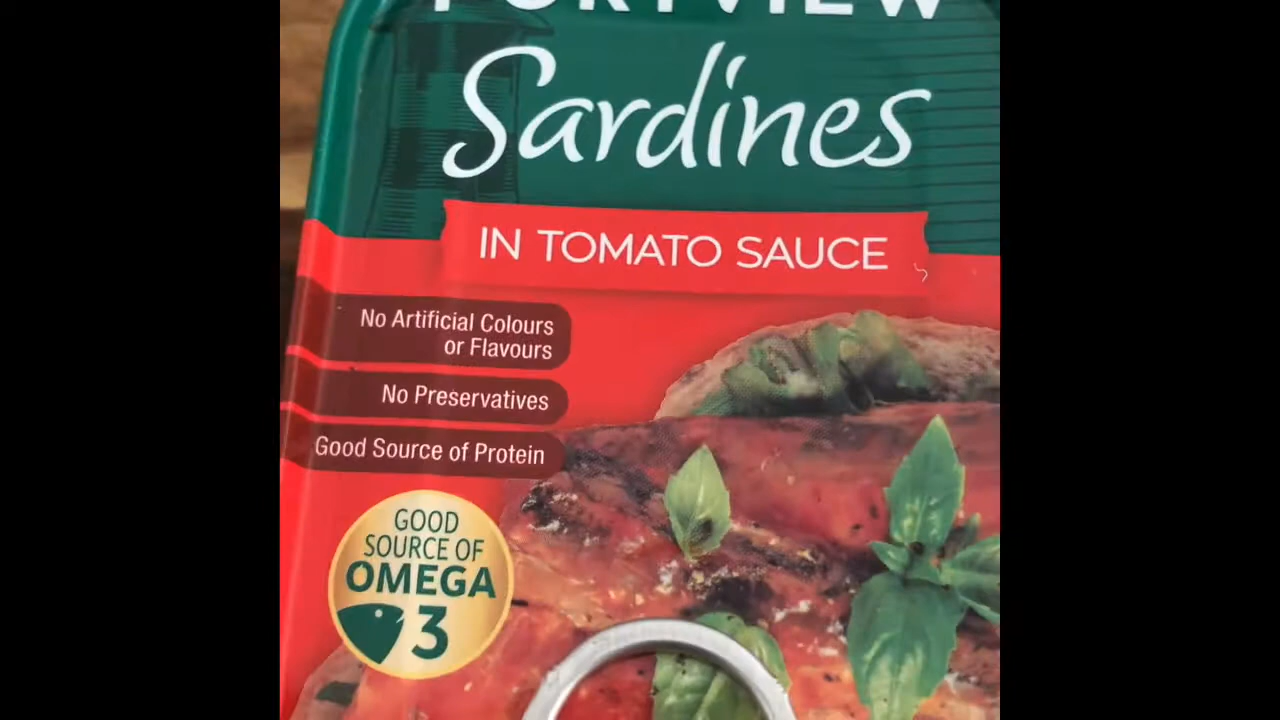 PORTVIEW
Sardines
IN TOMATO SAUCE
No Artificial Colours
or Flavours
No Preservatives
Good Source of Protein
GOOD
SOURCE OF
OMEGA
3